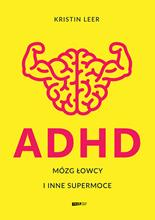 KRISTIN LEER
ADHD
MÓZG ŁOWCY
I INNE SUPERMOCE